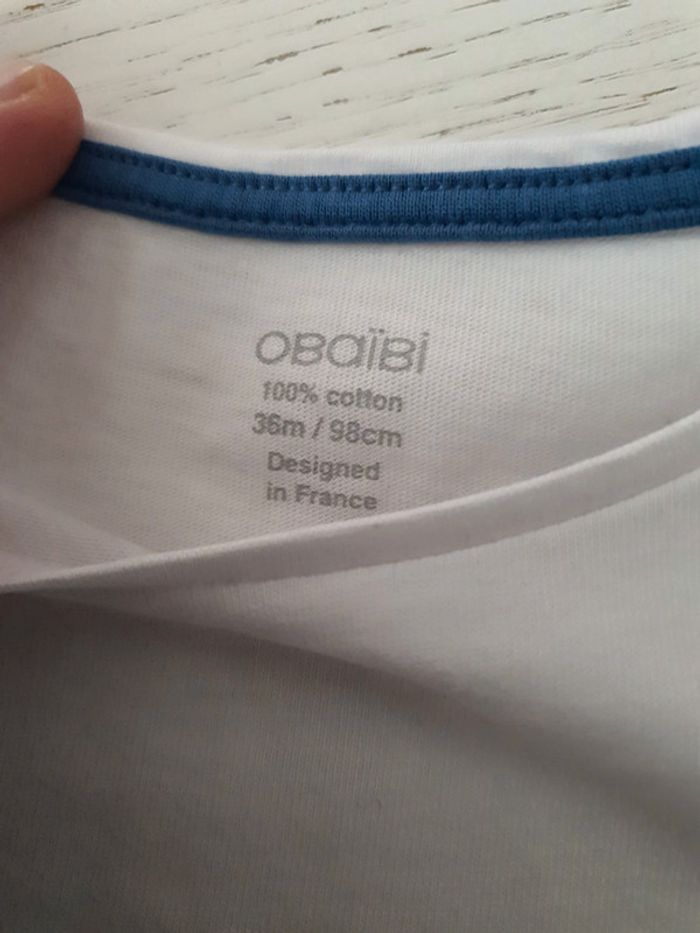 OBaïBi
100% cotton
36m / 98cm
Designed
in France